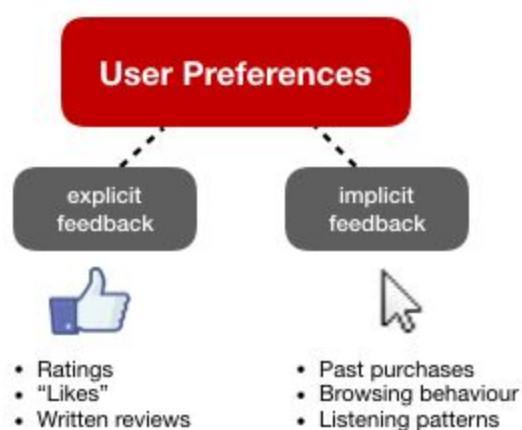 User Preferences
explicit
feedback
implicit
feedback
• Ratings
• “Likes”
• Written reviews
• Past purchases
• Browsing behaviour
• Listening patterns